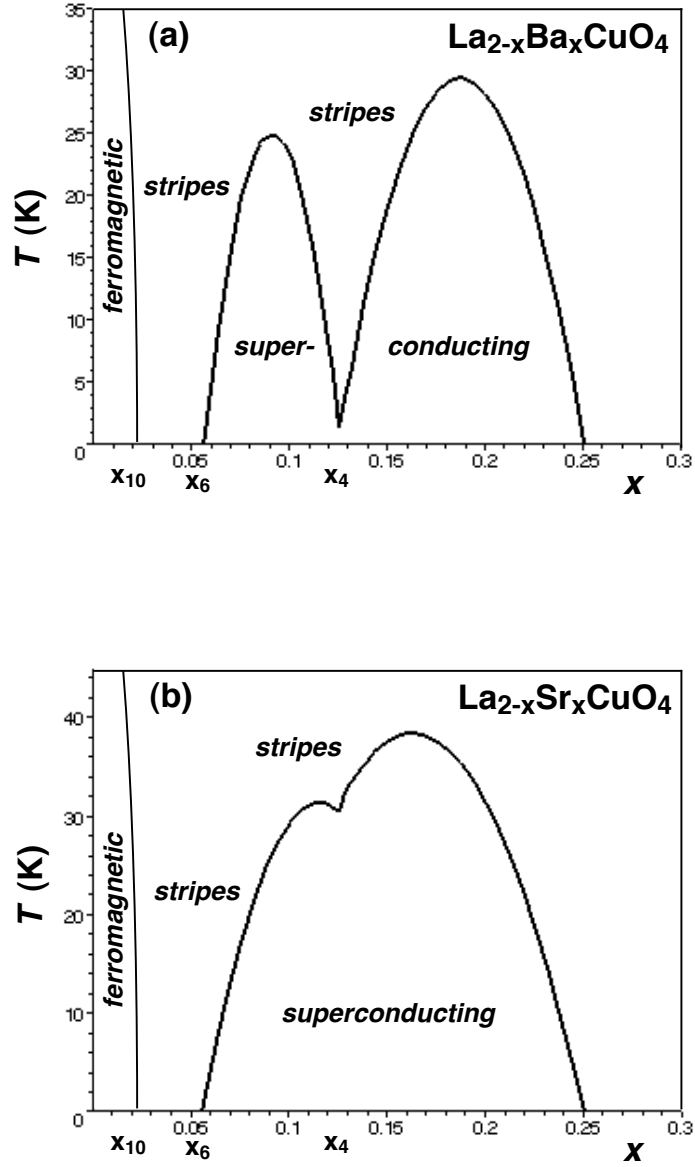 35
(a)
La2-xBaxCuO4
30
stripes
25
ferromagnetic
stripes
20
T (K)
15
10
super-
conducting
5
0
0.05
0.1
0.15
0.2
0.25
0.3
x10
x6
x4
x
(b)
La2-xSrxCuO4
40
stripes
30
ferromagnetic
stripes
T (K)
20
superconducting
10
0
0.05
0.1
0.15
0.2
0.25
0.3
x10
x6
x4
x